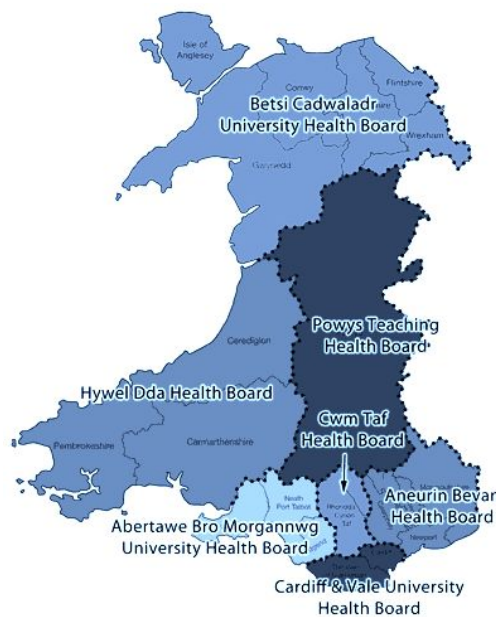 Isle of
Anglesey
Conwy
Flintshire
Betsi Cadwaladr
University Health Board
Wrexham
Gwynedd
Powys Teaching
Health Board
Ceredigion
Hywel Dda Health Board
Cwm Taf
Health Board
Pembrokeshire
Carmarthenshire
Neath
Port Talbot
Rhondda
Cynon
Taf
Aneurin Bevan
Health Board
Newport
Abertawe Bro Morgannwg
University Health Board
Cardiff & Vale University
Health Board